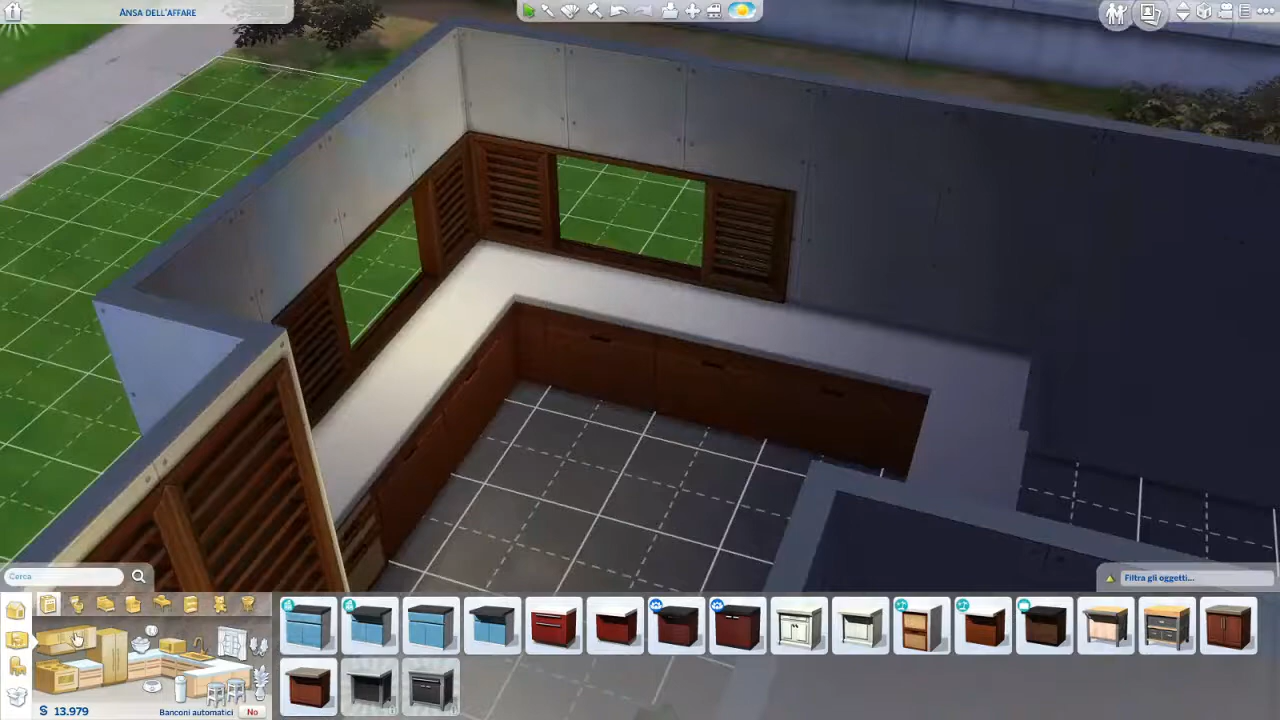 Ansa dell'affare
Cerca
Filtra gli oggetti...
§ 13.979
Banconi automatici No